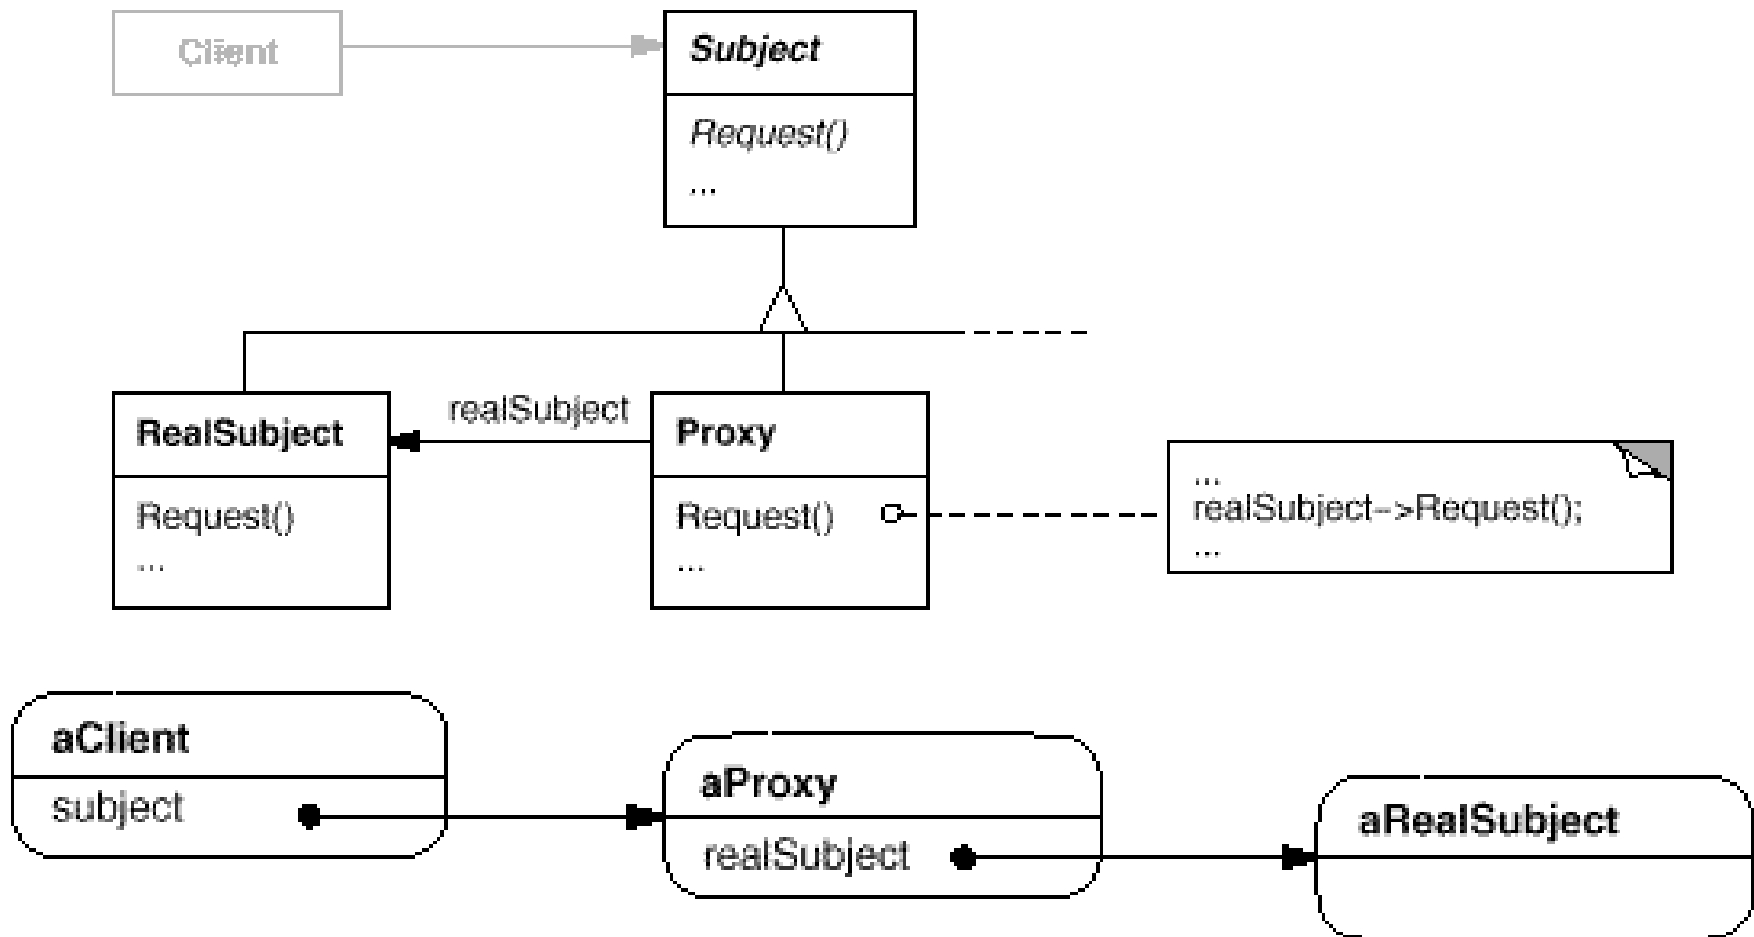 Client
Subject
Request()
...
realSubject
RealSubject
Request()
...
Proxy
Request()
...
...
realSubject->Request();
...
aClient
subject
aProxy
realSubject
aRealSubject